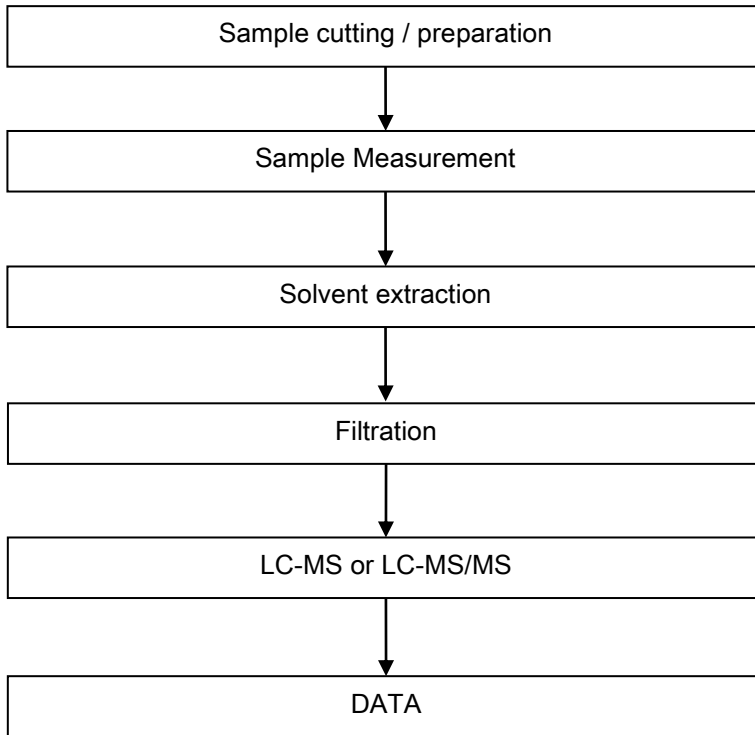 Sample cutting / preparation
Sample Measurement
Solvent extraction
Filtration
LC-MS or LC-MS/MS
DATA